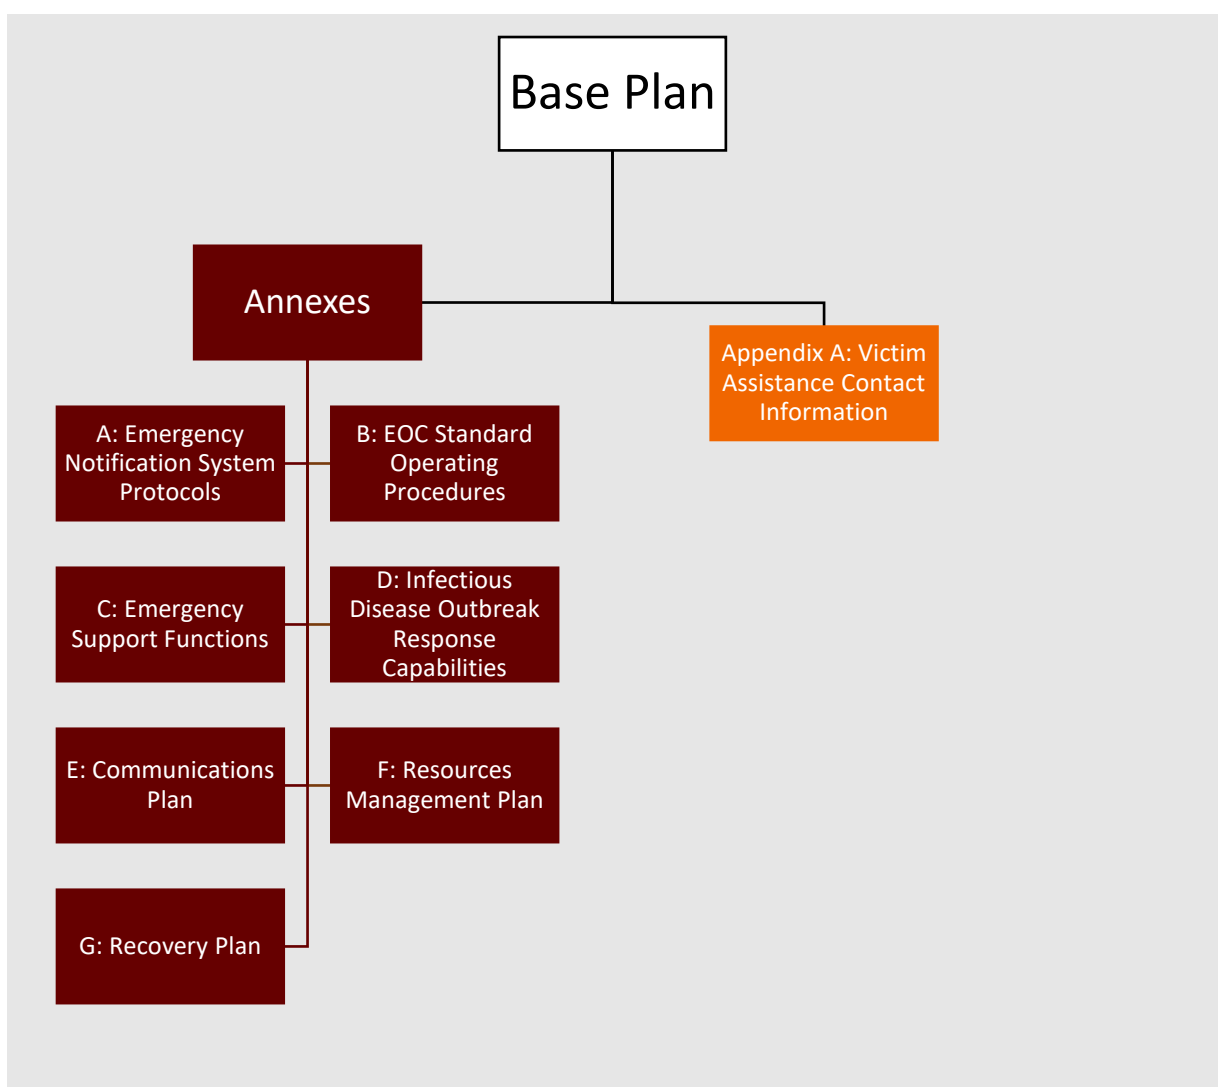 Base Plan
Annexes
Appendix A: Victim
Assistance Contact
Information
A: Emergency
Notification System
Protocols
B: EOC Standard
Operating
Procedures
C: Emergency
Support Functions
D: Infectious
Disease Outbreak
Response
Capabilities
E: Communications
Plan
F: Resources
Management Plan
G: Recovery Plan